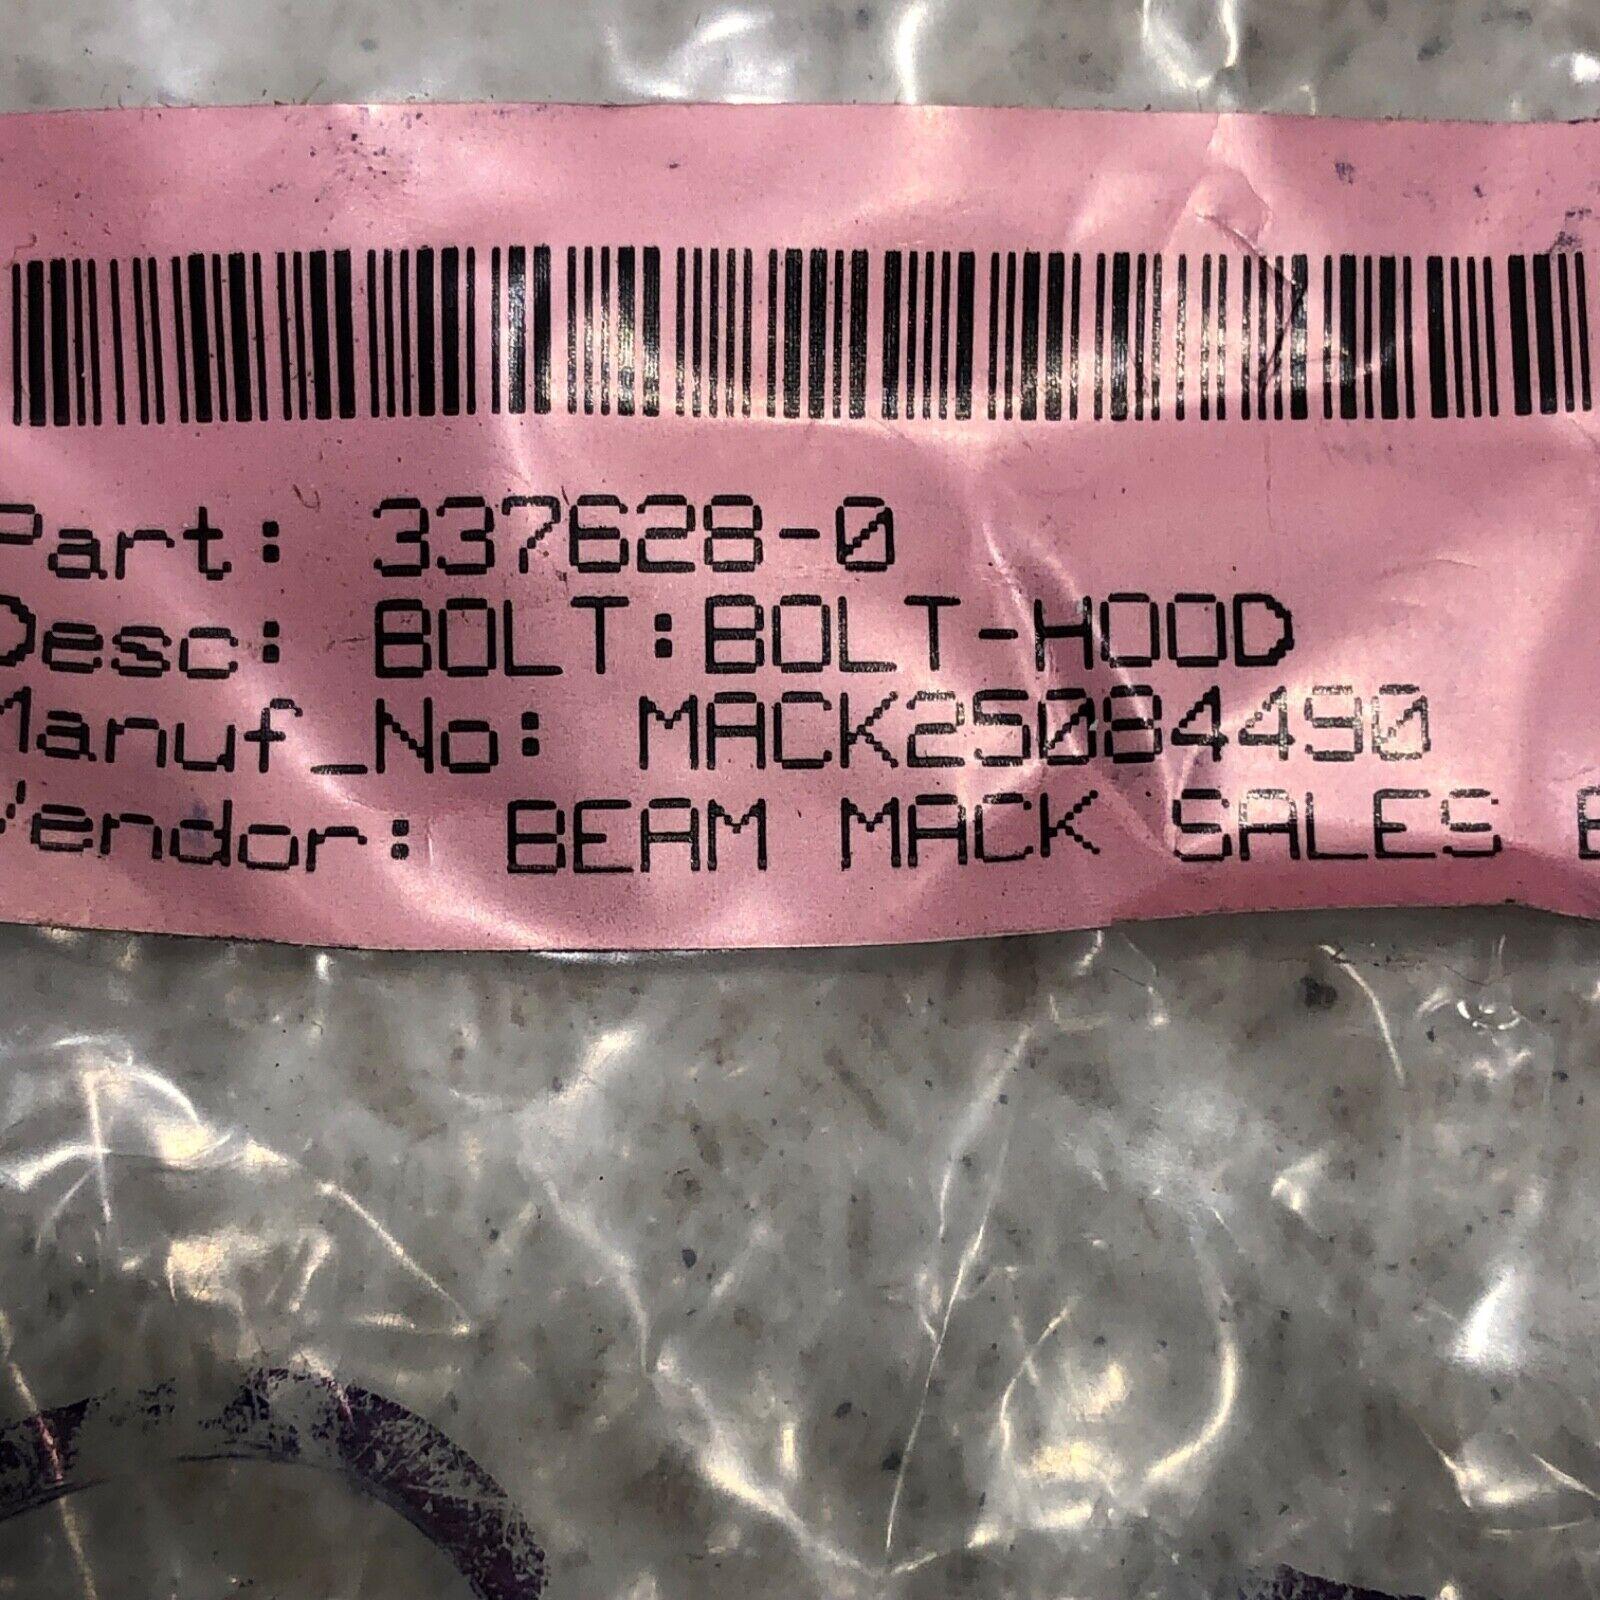 Part: 337628-0
Desc: BOLT:BOLT-HOOD
Manuf_No: MACK25084490
Vendor: BEAM MACK SALES